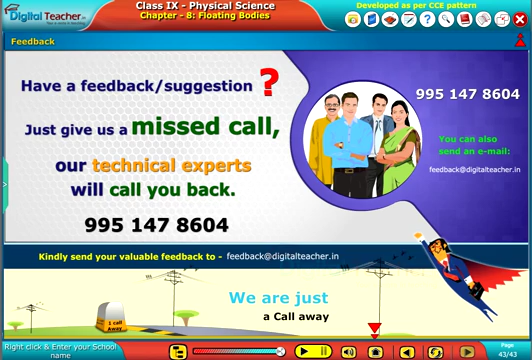 Digital Teacher
Class IX - Physical Science
Chapter - 8: Floating Bodies
Developed as per CCE pattern
Feedback
Have a feedback/suggestion ?
Just give us a missed call,
our technical experts
will call you back.
995 147 8604
995 147 8604
You can also
send an e-mail:
feedback@digitalteacher.in
Kindly send your valuable feedback to - feedback@digitalteacher.in
1 call
Away
We are just
a Call away
Right click & Enter your School
name
Page
43/43